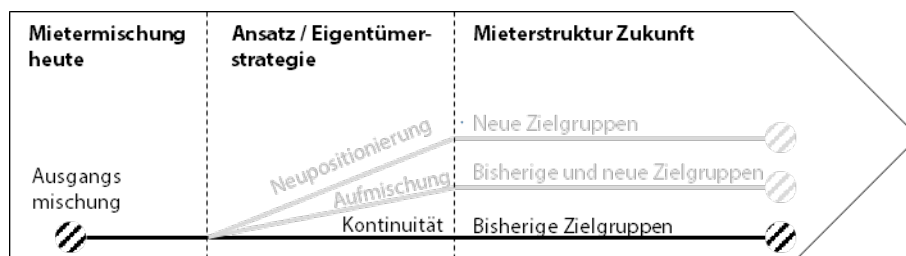 Mietermischung
heute
Ansatz / Eigentümer-
strategie
Mieterstruktur Zukunft
Neupositionierung
Neue Zielgruppen
Ausgangs
mischung
Aufmischung
Bisherige und neue Zielgruppen
Kontinuität
Bisherige Zielgruppen